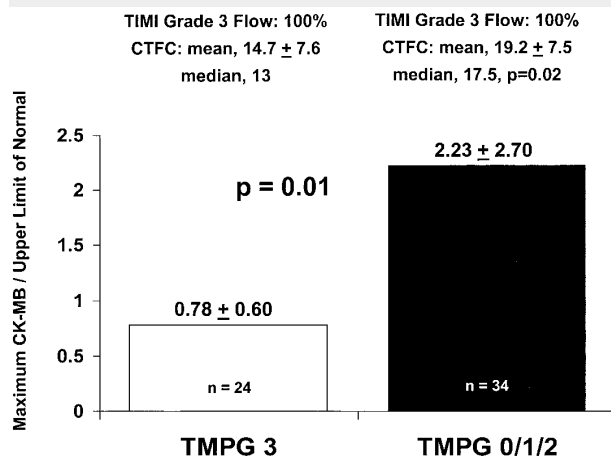 TIMI Grade 3 Flow: 100%
CTFC: mean, 14.7 ± 7.6
median, 13
TIMI Grade 3 Flow: 100%
CTFC: mean, 19.2 ± 7.5
median, 17.5, p=0.02
Maximum CK-MB / Upper Limit of Normal
2.5
2
1.5
1
0.5
0
p = 0.01
0.78 ± 0.60
n = 24
2.23 ± 2.70
n = 34
TMPG 3
TMPG 0/1/2